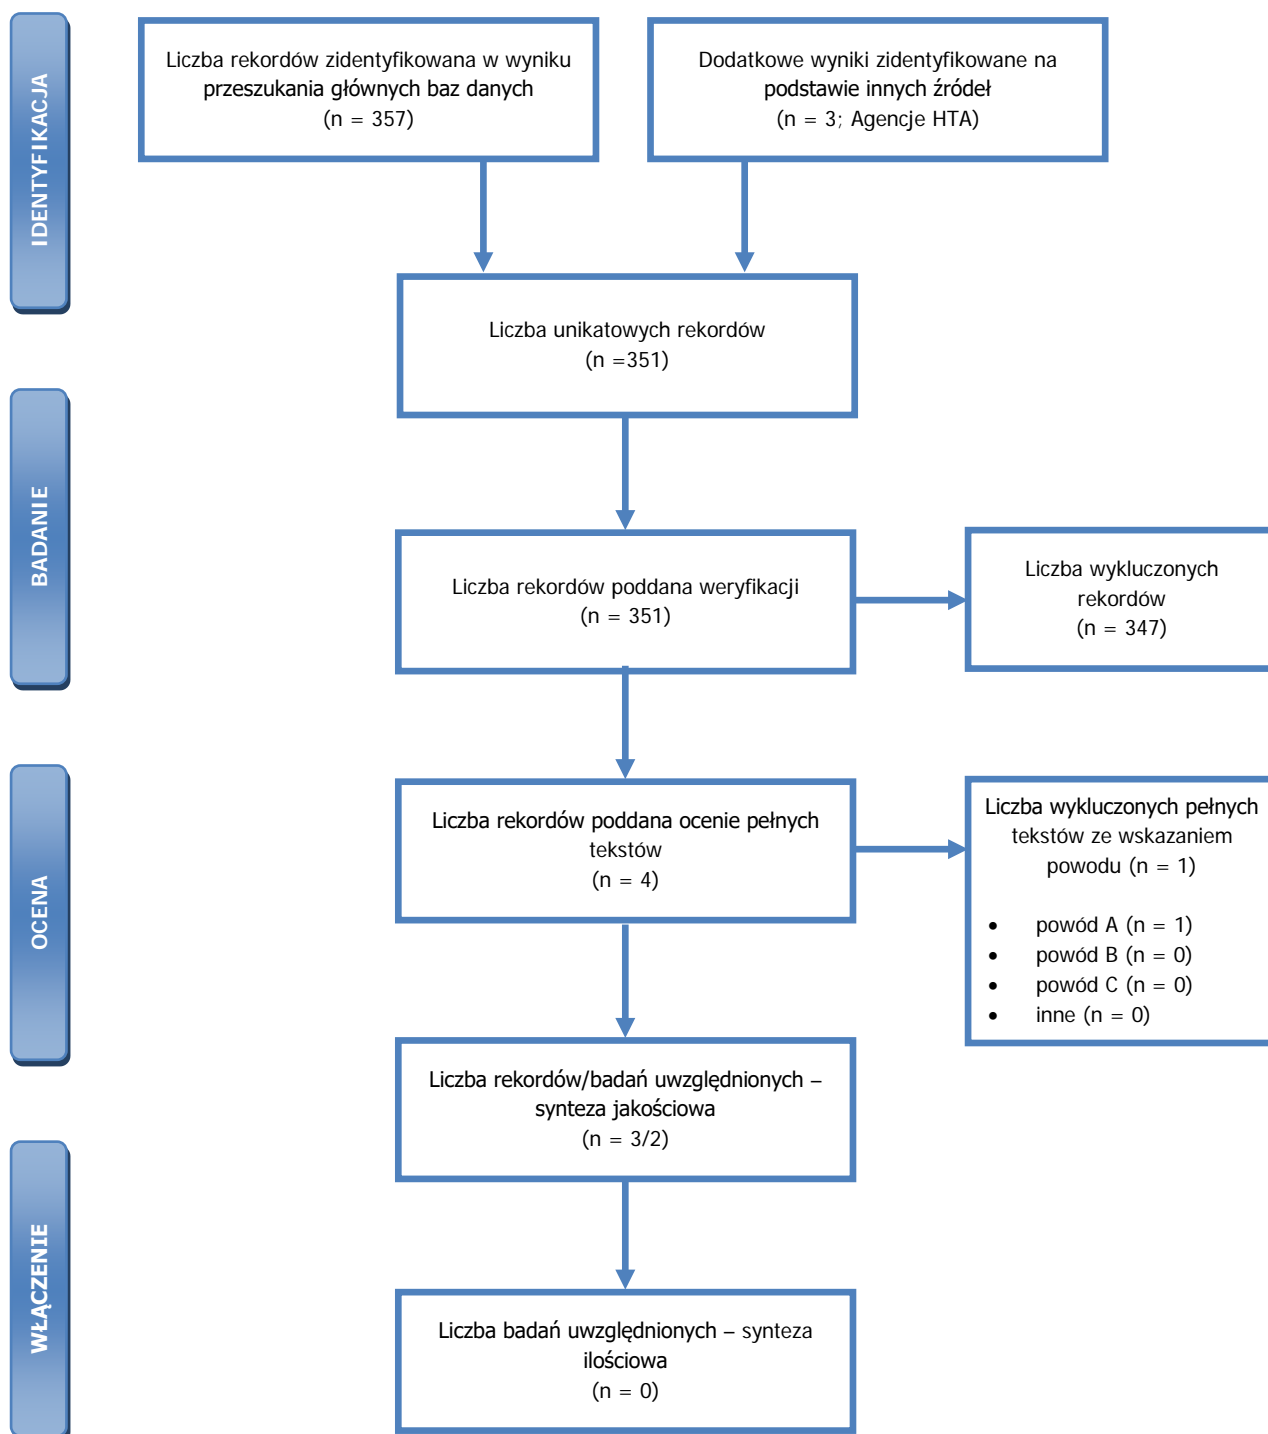 IDENTYFIKACJA
Liczba rekordów zidentyfikowana w wyniku
przeszukania głównych baz danych
(n = 357)
Dodatkowe wyniki zidentyfikowane na
podstawie innych źródeł
(n = 3; Agencje HTA)
Liczba unikatowych rekordów
(n =351)
BADANIE
Liczba rekordów poddana weryfikacji
(n = 351)
Liczba wykluczonych
rekordów
(n = 347)
OCENA
Liczba rekordów poddana ocenie pełnych
tekstów
(n = 4)
Liczba wykluczonych pełnych
tekstów ze wskazaniem
powodu (n = 1)
• powód A (n = 1)
• powód B (n = 0)
• powód C (n = 0)
• inne (n = 0)
Liczba rekordów/badań uwzględnionych –
synteza jakościowa
(n = 3/2)
WŁĄCZENIE
Liczba badań uwzględnionych – synteza
ilościowa
(n = 0)